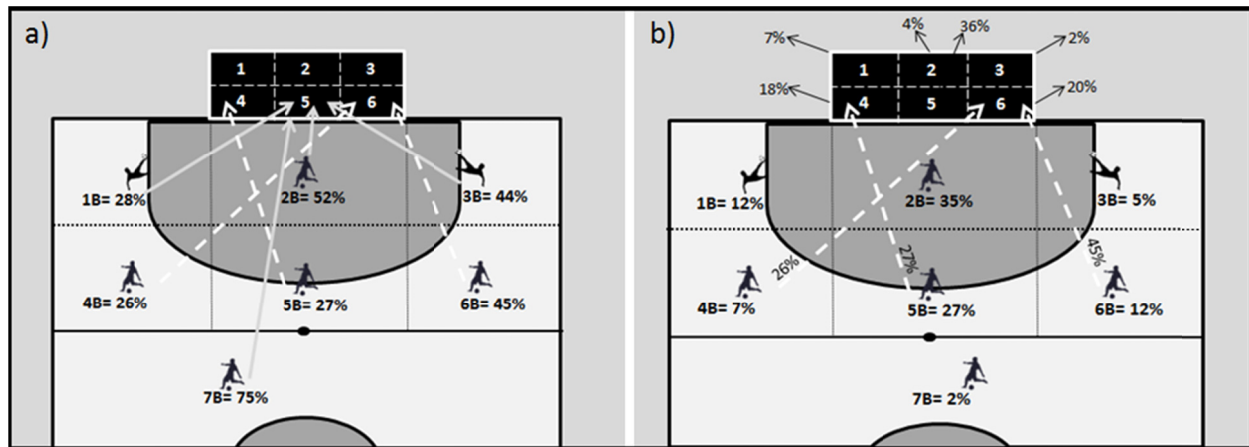 a)
1 2 3
4 5 6
1B= 28%
2B= 52%
3B= 44%
4B= 26%
5B= 27%
6B= 45%
7B= 75%
b)
7%
4%
36%
2%
1 2 3
18%
4 5 6
20%
1B= 12%
2B= 35%
3B= 5%
26%
27%
45%
4B= 7%
5B= 27%
6B= 12%
7B= 2%